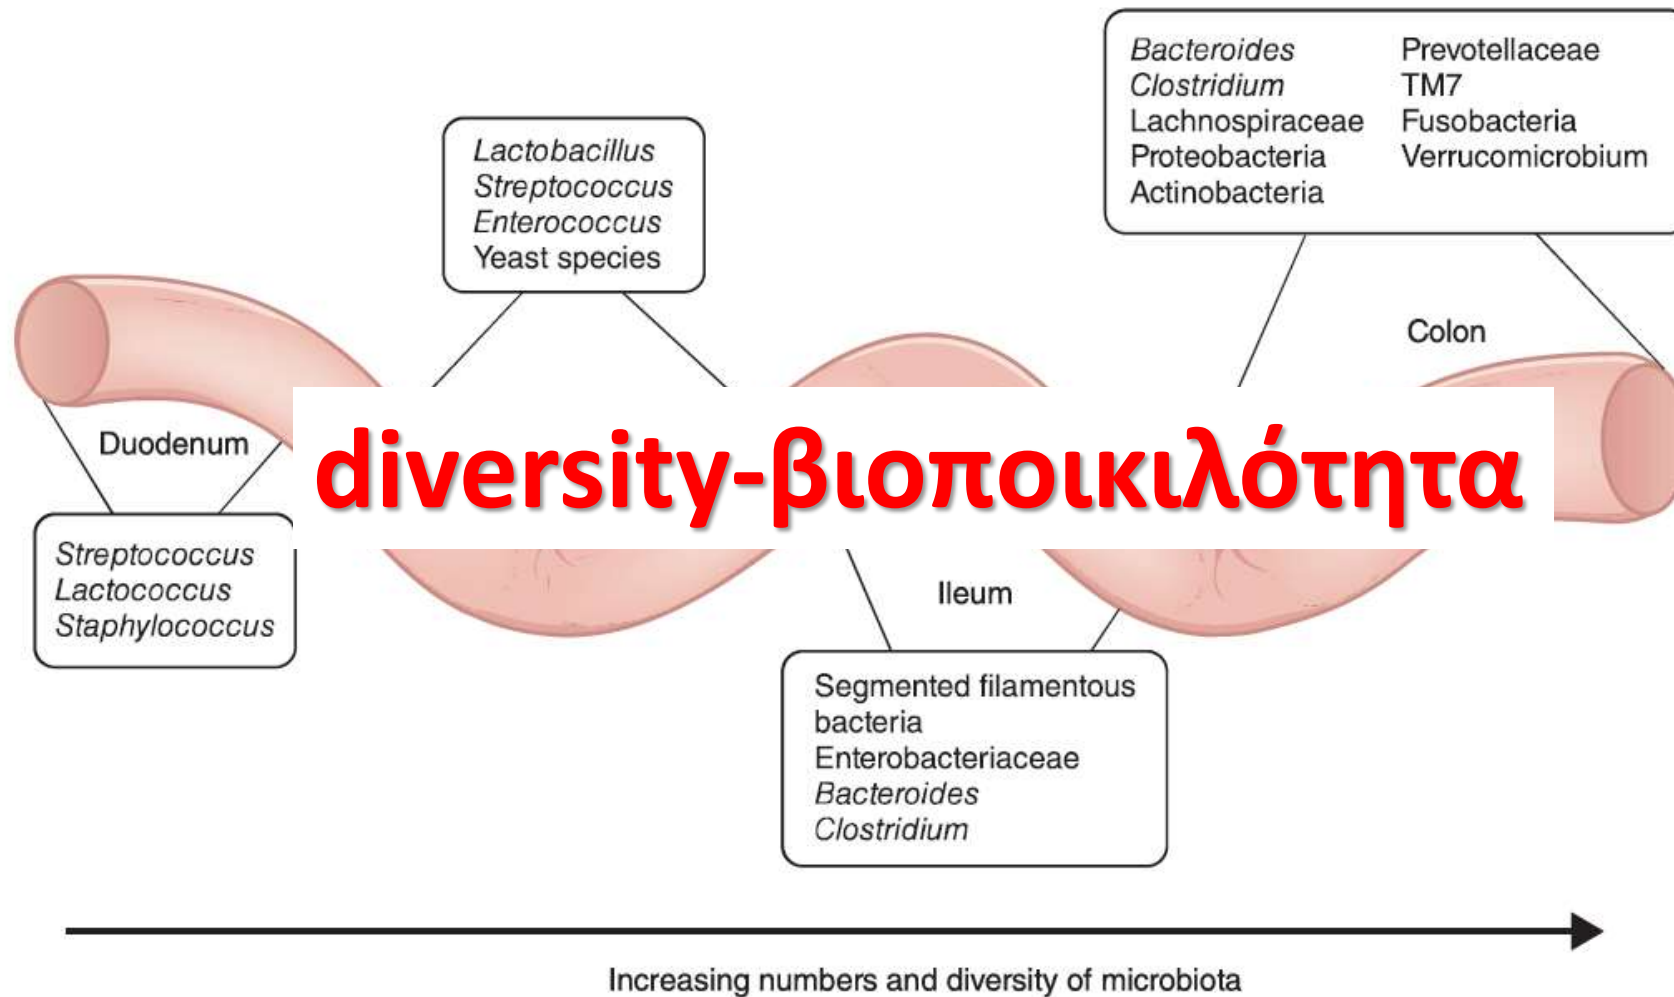 Bacteroides
Clostridium
Lachnospiraceae
Proteobacteria
Actinobacteria
Prevotellaceae
TM7
Fusobacteria
Verrucomicrobium
Lactobacillus
Streptococcus
Enterococcus
Yeast species
Colon
Duodenum
diversity-βιοποικιλότητα
Streptococcus
Lactococcus
Staphylococcus
Ileum
Segmented filamentous
bacteria
Enterobacteriaceae
Bacteroides
Clostridium
Increasing numbers and diversity of microbiota